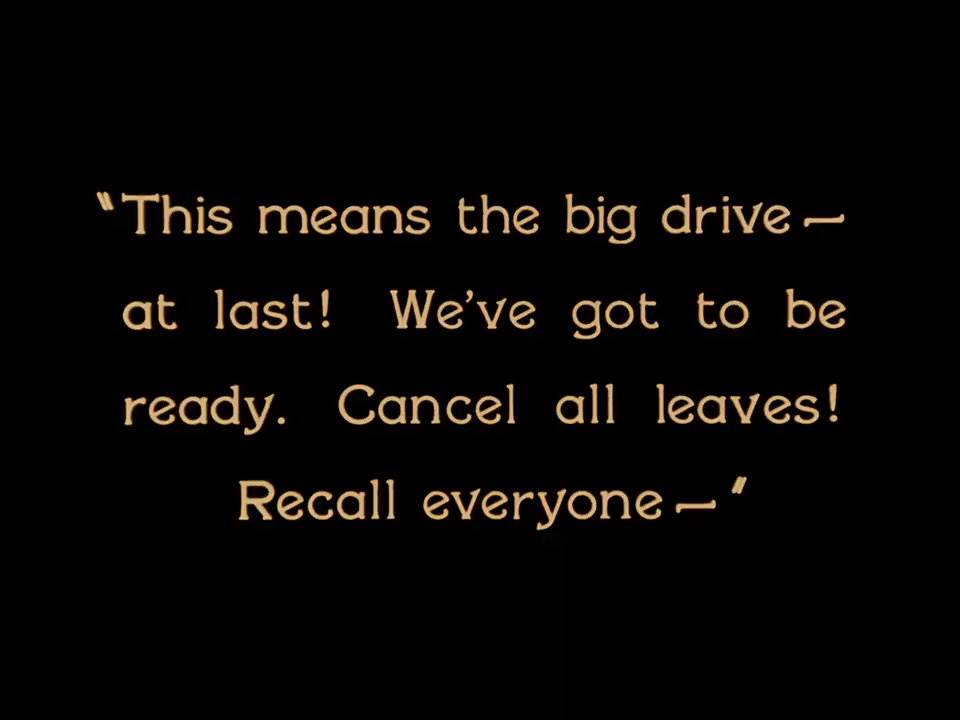 "This means the big drive—
at last! We've got to be
ready. Cancel all leaves!
Recall everyone—"